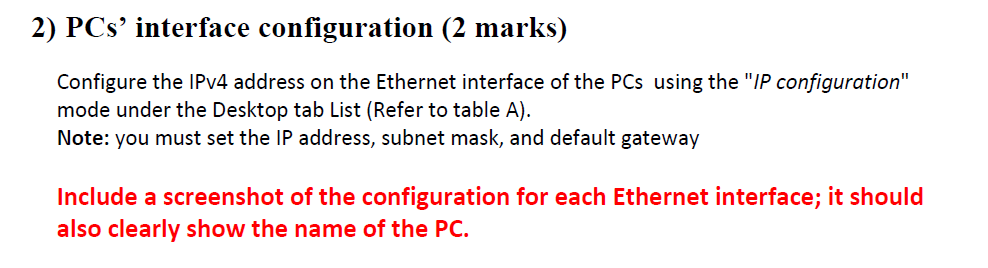 2) PCs’ interface configuration (2 marks)
Configure the IPv4 address on the Ethernet interface of the PCs  using the "IP configuration"
mode under the Desktop tab List (Refer to table A).
Note: you must set the IP address, subnet mask, and default gateway
Include a screenshot of the configuration for each Ethernet interface; it should
also clearly show the name of the PC.